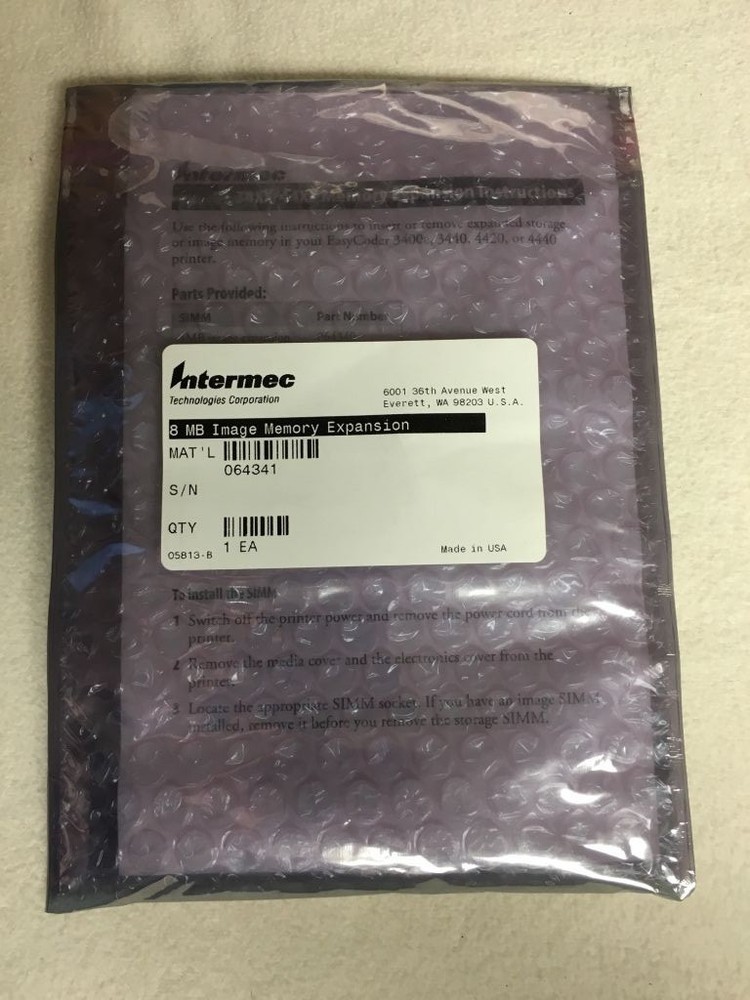 Intermec
Memory Expansion Instructions
Use the following instructions to insert or remove expanded storage
or image memory in your EasyCoder 3400e, 3440, 4420, or 4440
printer.
Parts Provided:
SIMM Part Number
Intermec
Technologies Corporation
6001 36th Avenue West
Everett, WA 98203 U.S.A.
8 MB Image Memory Expansion
MAT'L
064341
S/N
QTY
1 EA
05813-B
Made in USA
To install the SIMM
1 Switch off the printer power and remove the power cord from the
printer.
2 Remove the media cover and the electronics cover from the
printer.
3 Locate the appropriate SIMM socket. If you have an image SIMM
installed, remove it before you remove the storage SIMM.